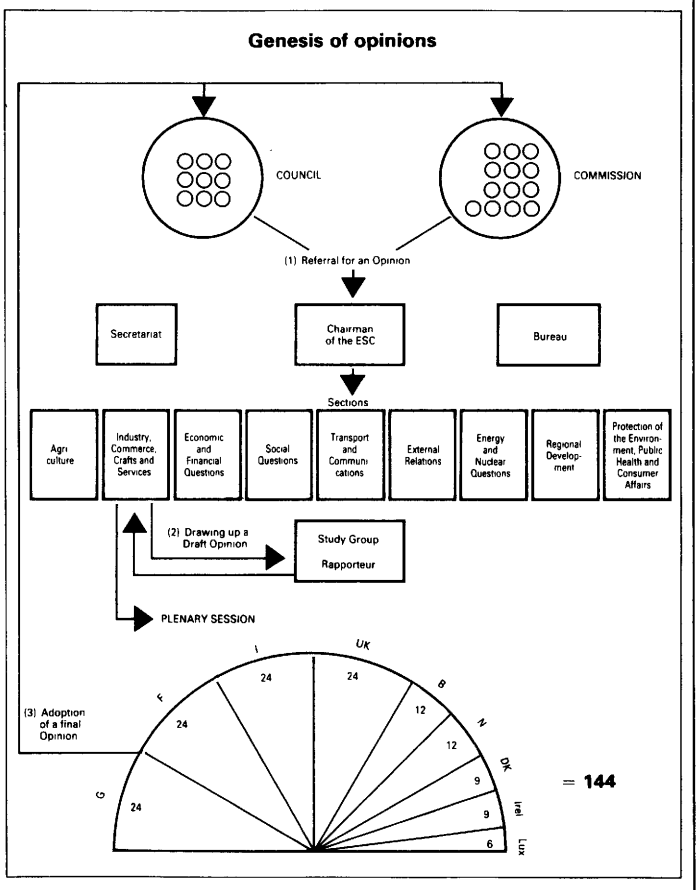 Genesis of opinions
COUNCIL
COMMISSION
(1) Referral for an Opinion
Secretariat
Chairman
of the ESC
Bureau
Sections
Agri
culture
Industry,
Commerce,
Crafts and
Services
Economic
and
Financial
Questions
Social
Questions
Transport
and
Communi
cations
External
Relations
Energy
and
Nuclear
Questions
Regional
Develop-
ment
Protection of
the Environ-
ment, Public
Health and
Consumer
Affairs
(2) Drawing up a
Draft Opinion
Study Group
Rapporteur
PLENARY SESSION
(3) Adoption
of a final
Opinion
G
24
F
24
I
24
UK
24
B
12
N
12
DK
9
Irel
9
Lux
6
= 144